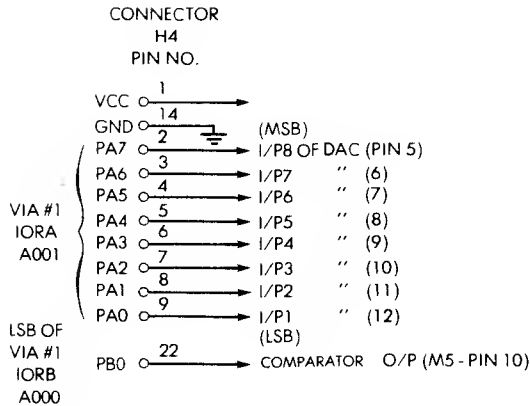 CONNECTOR
H4
PIN NO.
VCC 1
GND 14
(MSB)
PA7 2 I/P8 OF DAC (PIN 5)
PA6 3 I/P7 " (6)
PA5 4 I/P6 " (7)
VIA #1
IORA
A001
PA4 5 I/P5 " (8)
PA3 6 I/P4 " (9)
PA2 7 I/P3 " (10)
PA1 8 I/P2 " (11)
PA0 9 I/P1 " (12)
(LSB)
LSB OF
VIA #1
IORB
A000
PB0 22 COMPARATOR O/P (M5 - PIN 10)